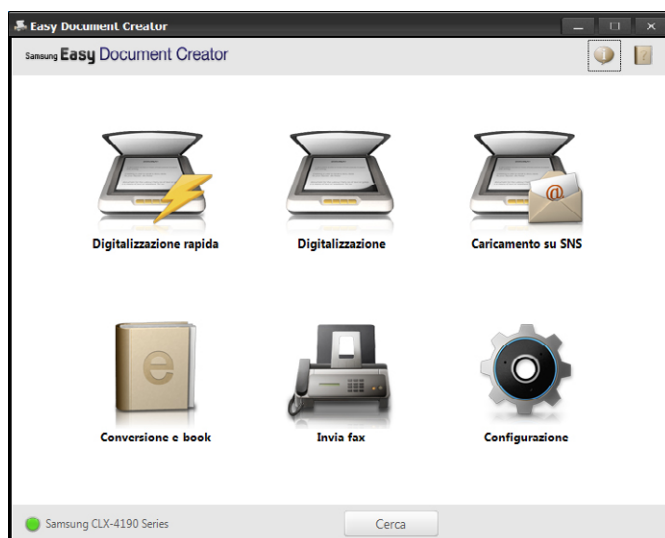 Easy Document Creator
Samsung Easy Document Creator
Digitalizzazione rapida
Digitalizzazione
@
Caricamento su SNS
e
Conversione e book
Invia fax
Configurazione
Samsung CLX-4190 Series
Cerca